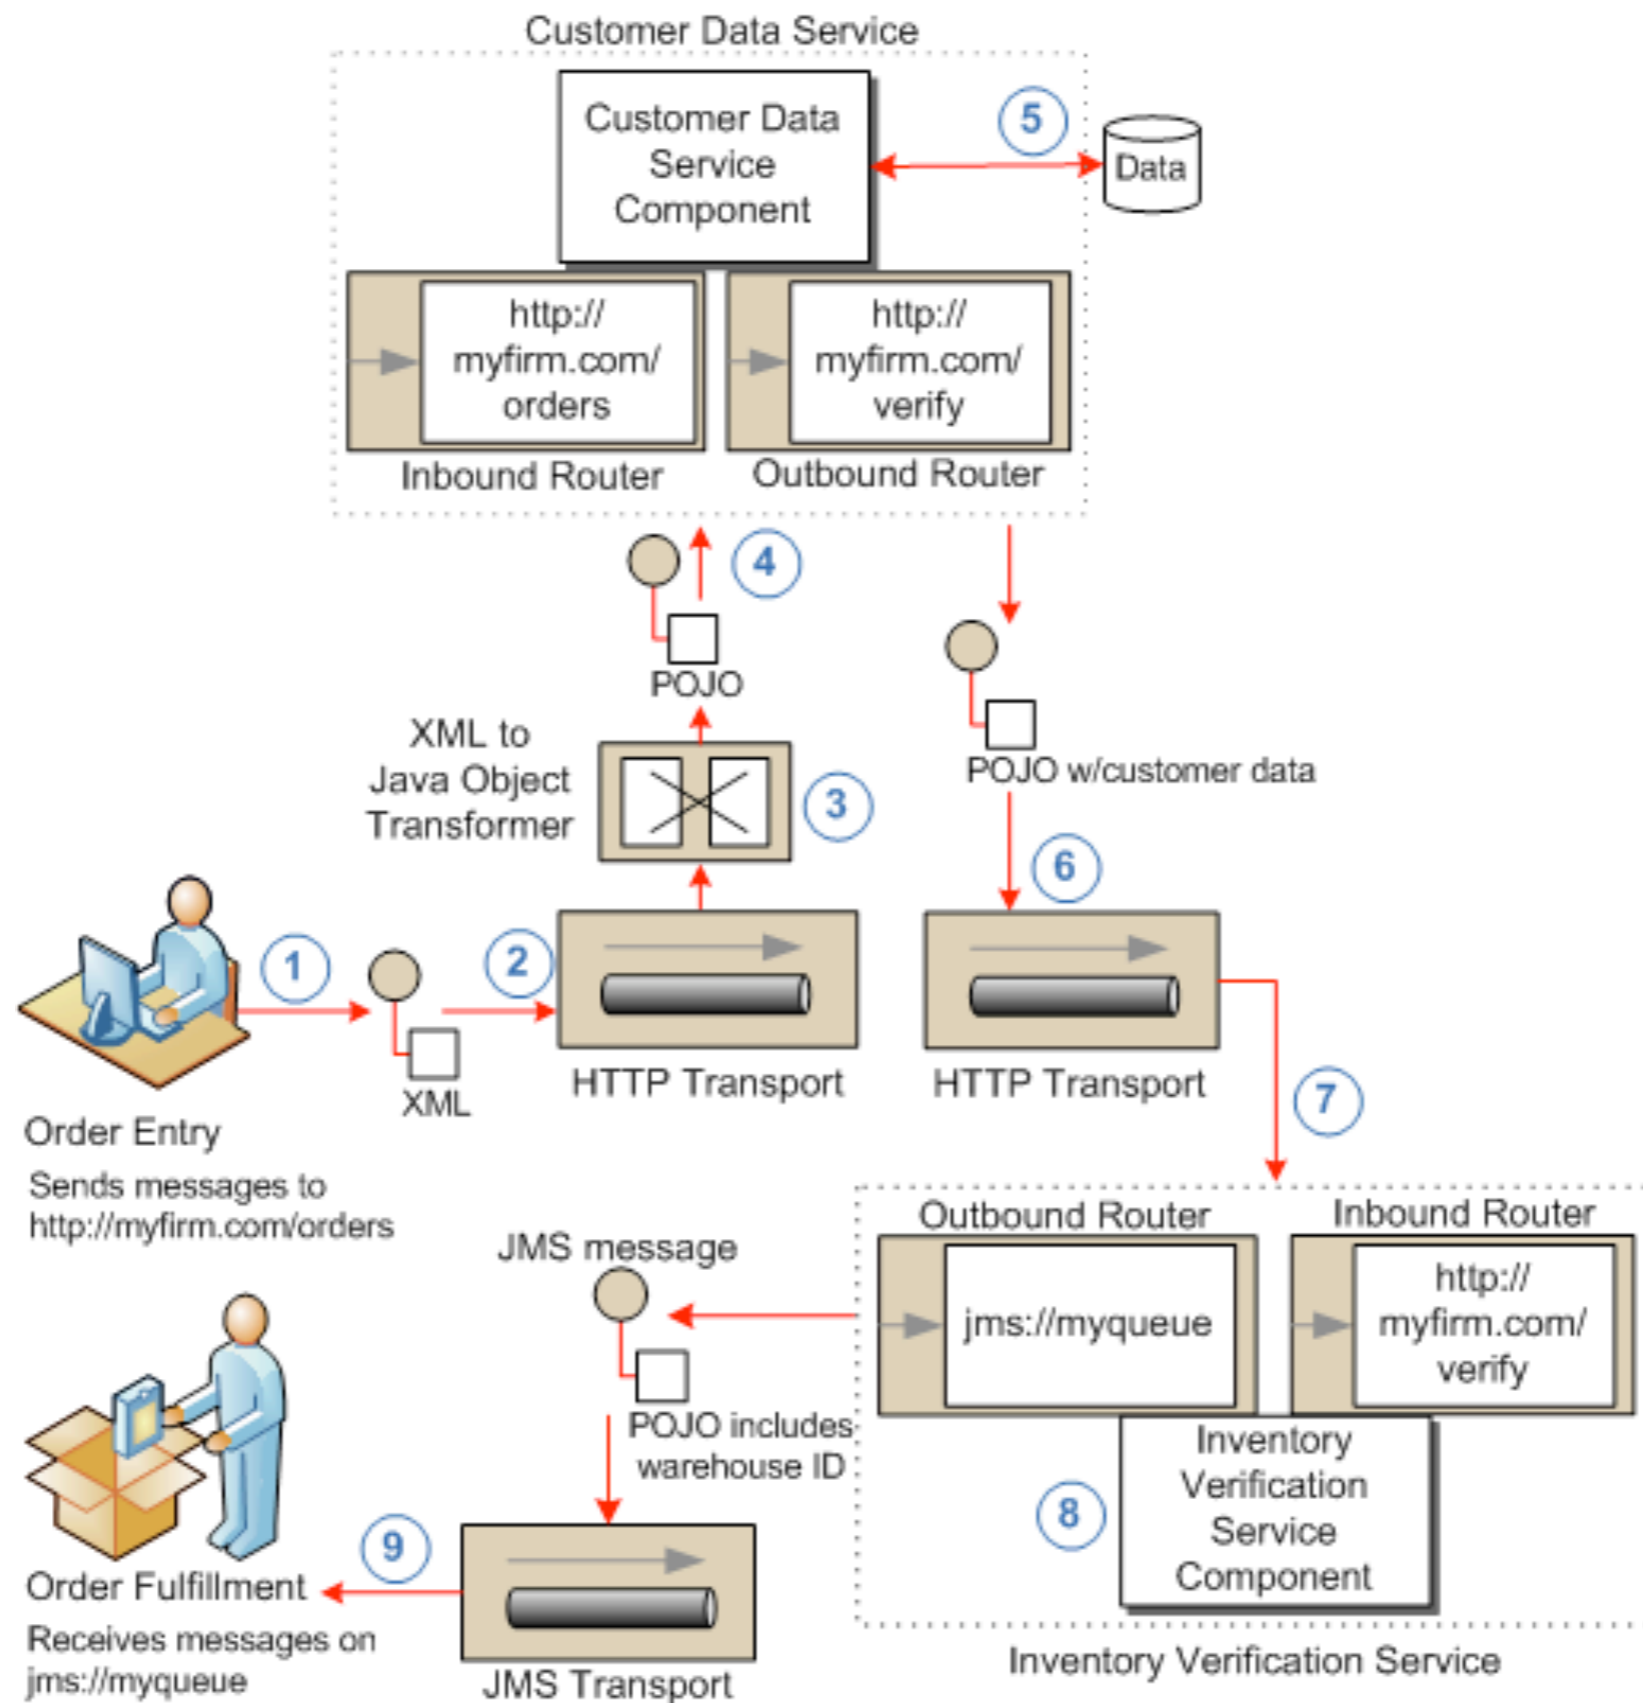 Customer Data Service
Customer Data
Service
Component
5
Data
http://
myfirm.com/
orders
http://
myfirm.com/
verify
Inbound Router
Outbound Router
4
POJO
XML to
Java Object
Transformer
3
POJO w/customer data
6
1
2
XML
HTTP Transport
HTTP Transport
7
Order Entry
Sends messages to
http://myfirm.com/orders
Outbound Router
Inbound Router
JMS message
jms://myqueue
http://
myfirm.com/
verify
POJO includes
warehouse ID
Inventory
Verification
Service
Component
8
9
Order Fulfillment
Receives messages on
jms://myqueue
JMS Transport
Inventory Verification Service